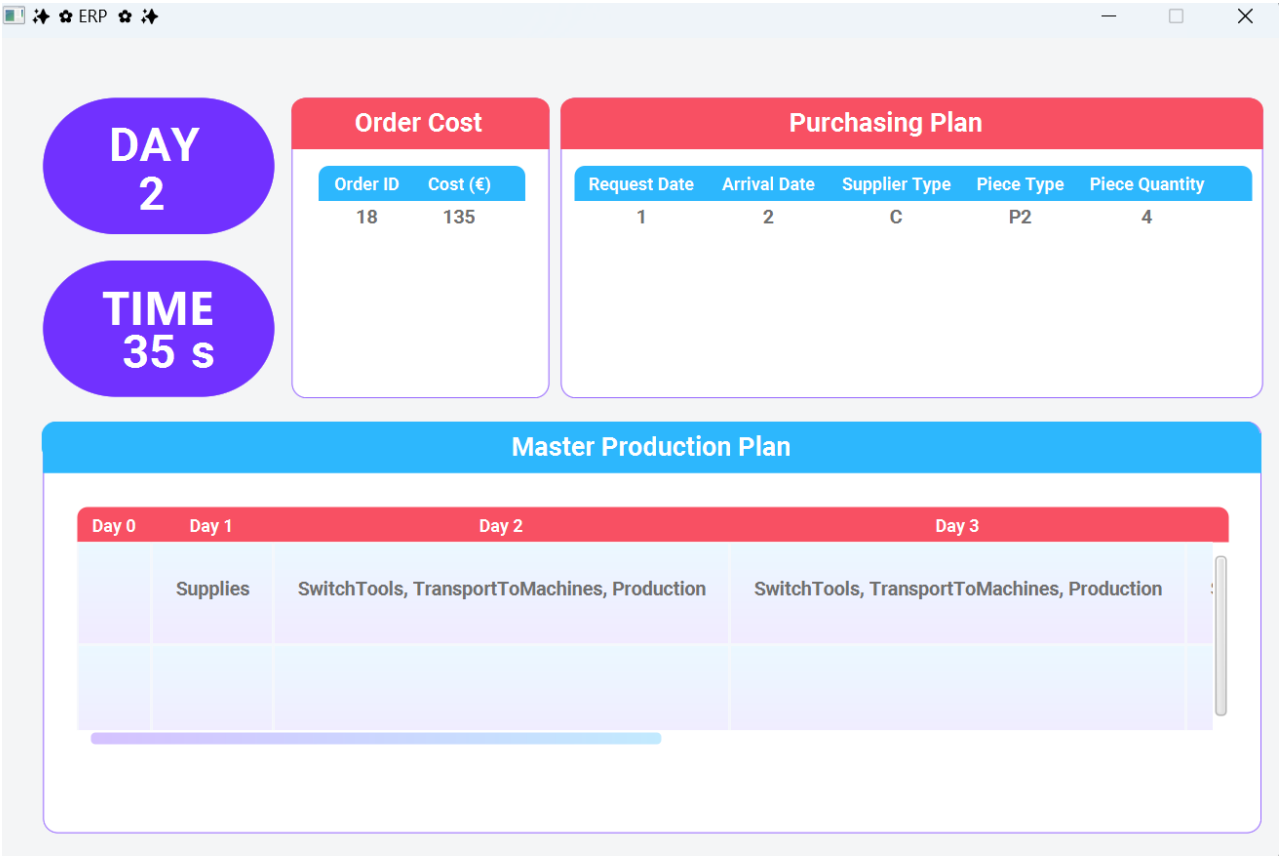 ✨ ✿ ERP ✿ ✨
DAY
2
TIME
35 s
Order Cost
Order ID Cost (€)
18 135
Purchasing Plan
Request Date Arrival Date Supplier Type Piece Type Piece Quantity
1 2 C P2 4
Master Production Plan
Day 0 Day 1 Day 2 Day 3
Supplies SwitchTools, TransportToMachines, Production SwitchTools, TransportToMachines, Production